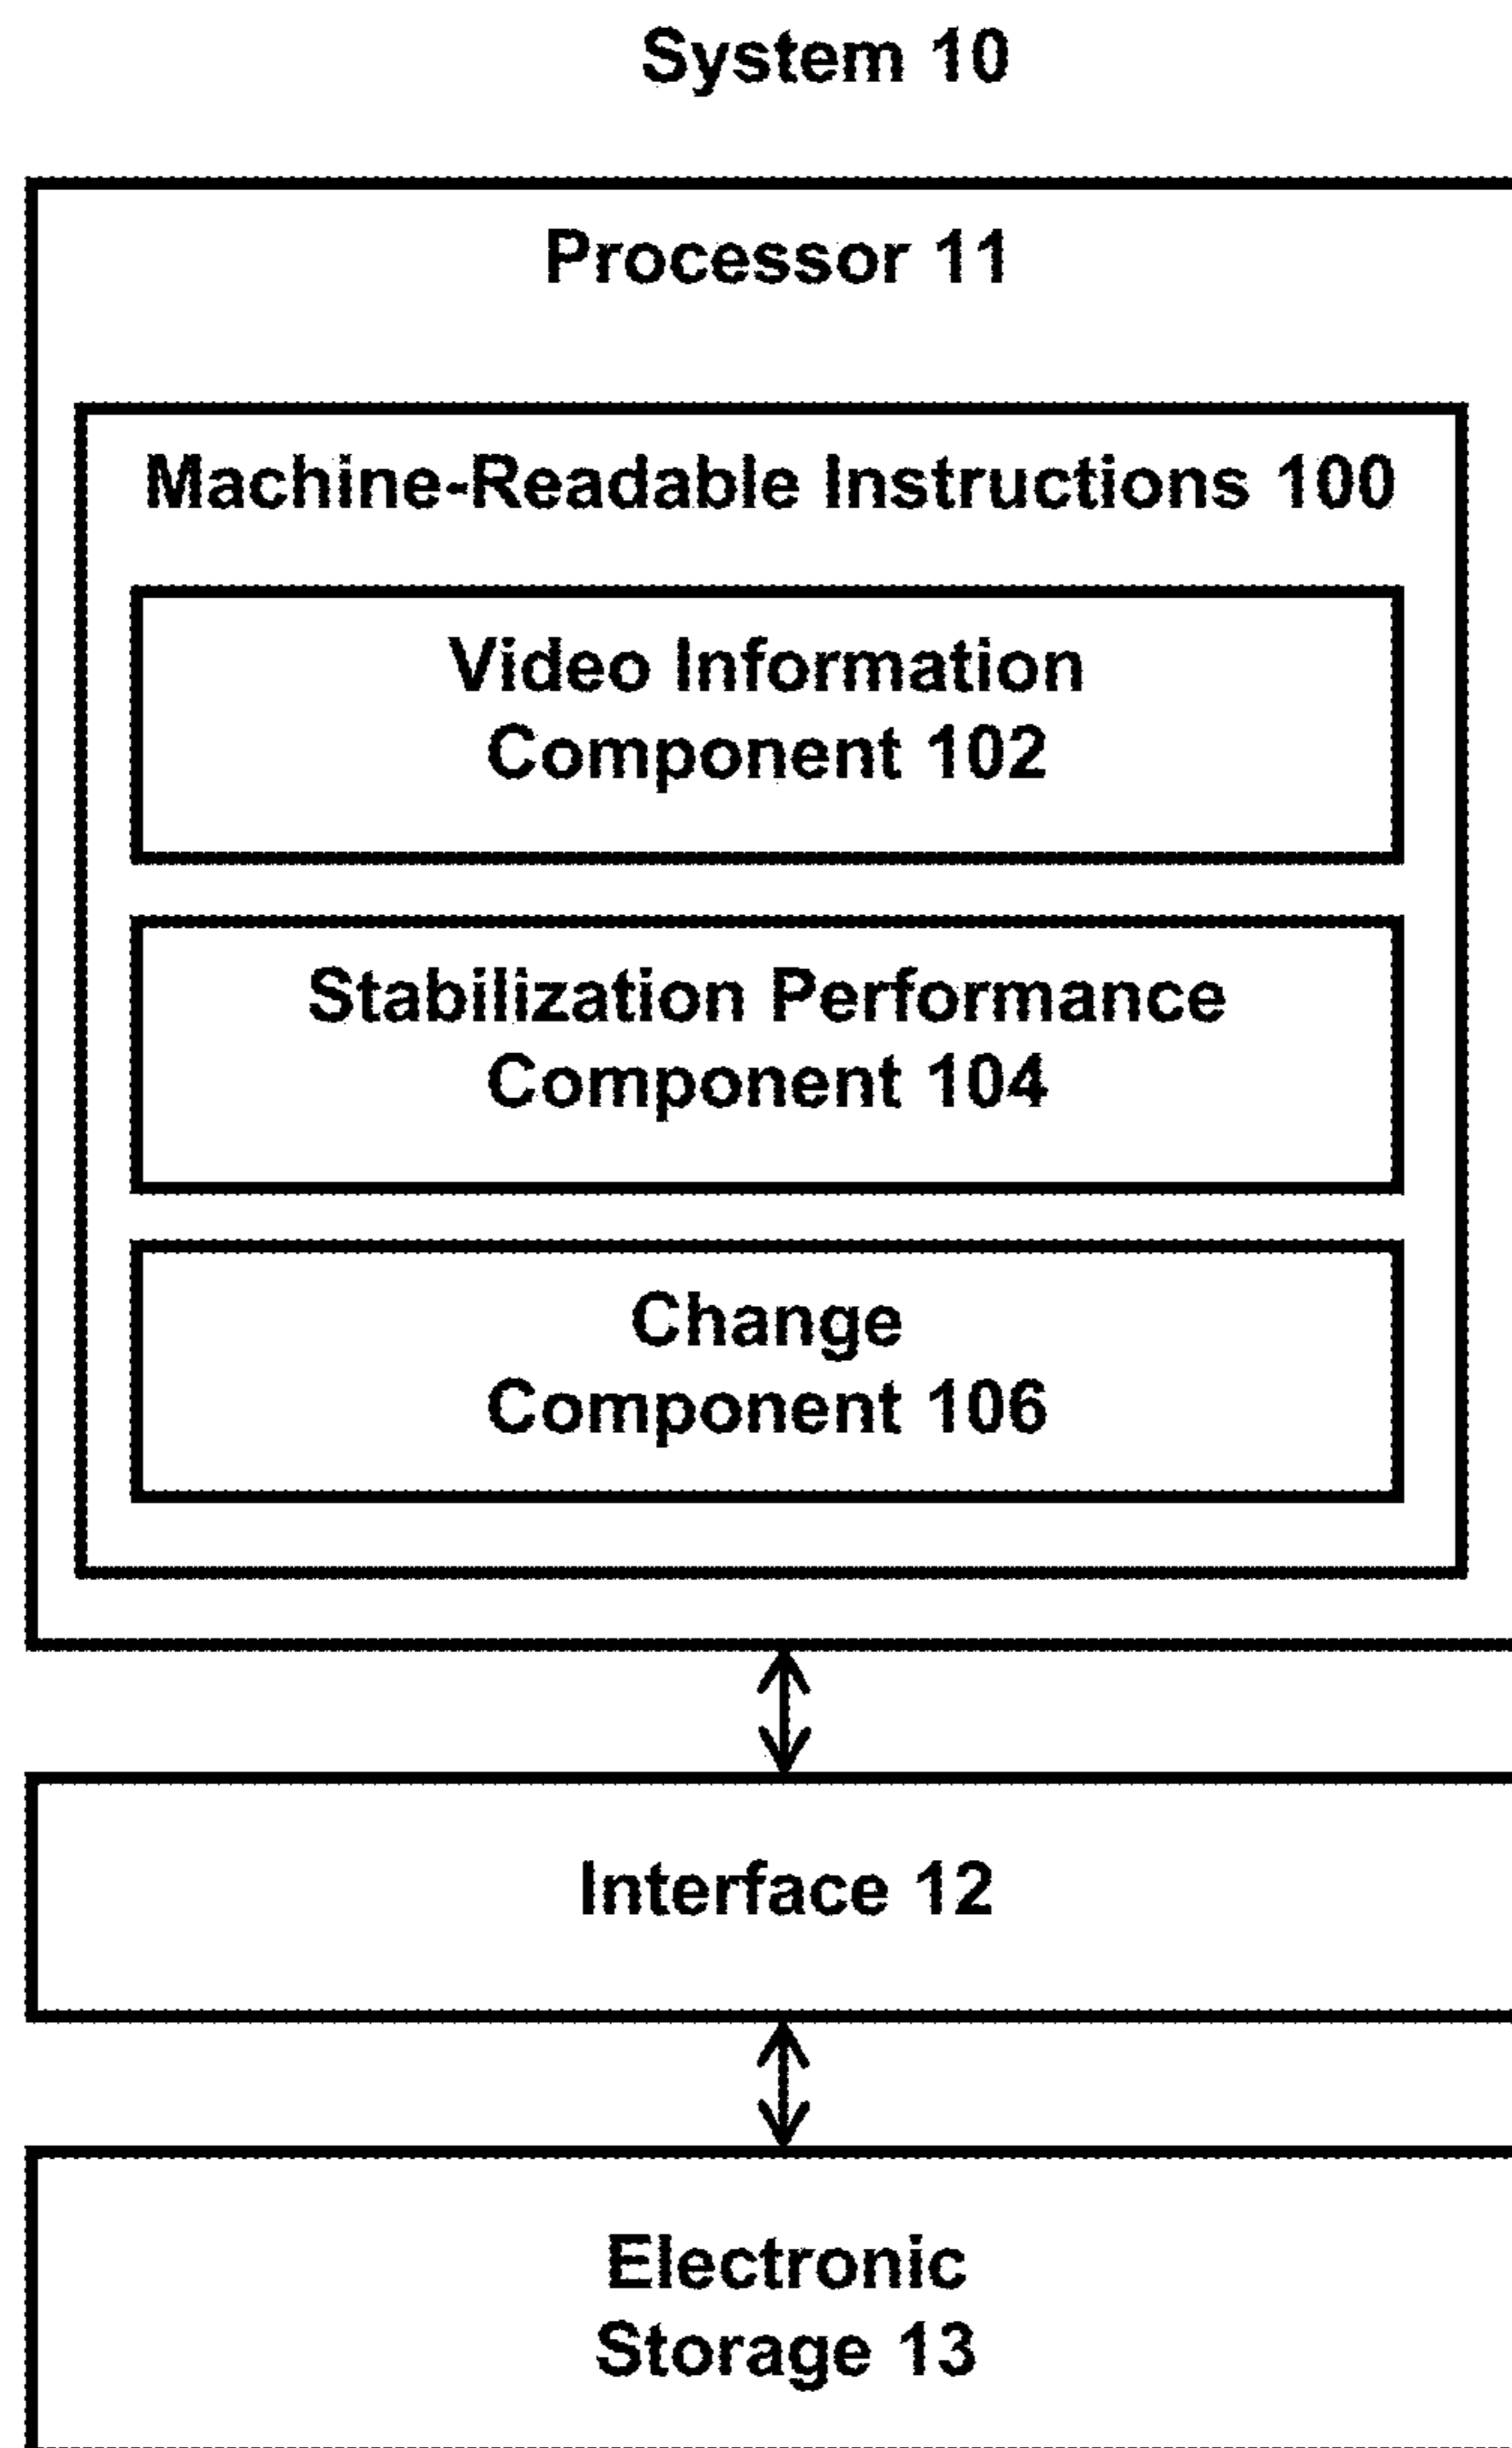 System 10
Processor 11
Machine-Readable Instructions 100
Video Information
Component 102
Stabilization Performance
Component 104
Change
Component 106
Interface 12
Electronic
Storage 13